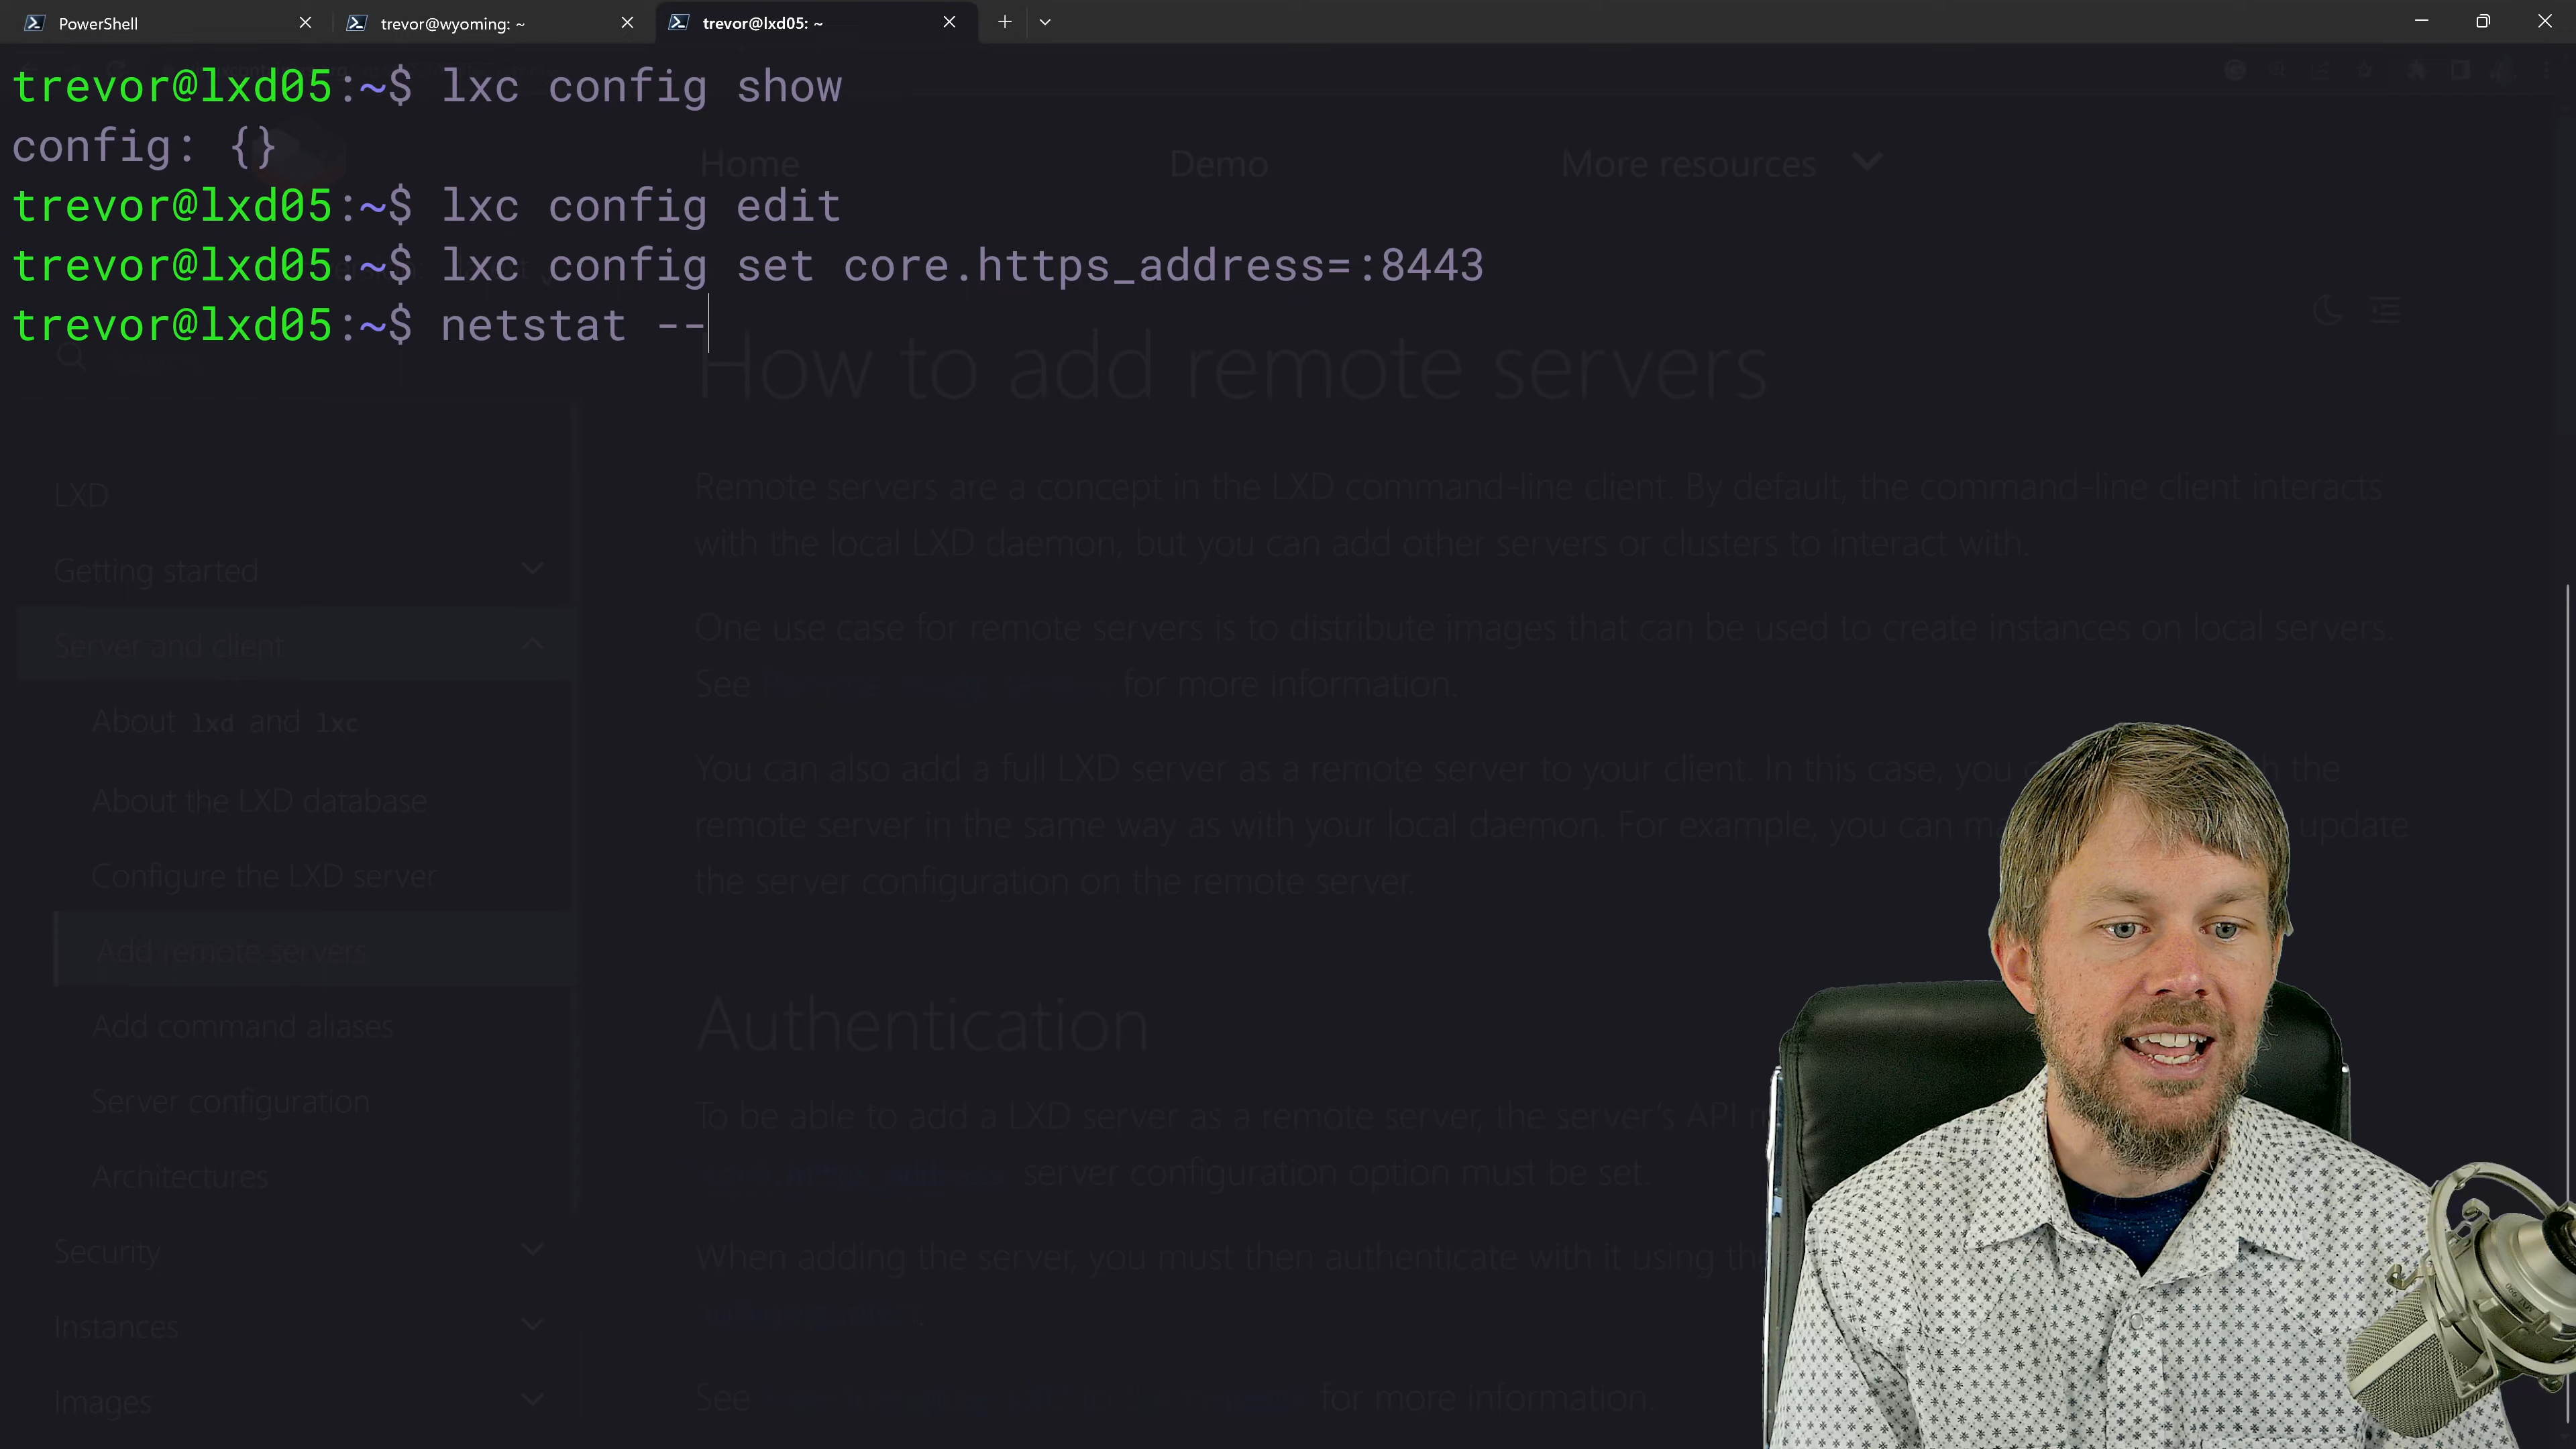 PowerShell
trevor@wyoming: ~
trevor@lxd05: ~
trevor@lxd05:~$ lxc config show
config: {}
trevor@lxd05:~$ lxc config edit
trevor@lxd05:~$ lxc config set core.https_address=:8443
trevor@lxd05:~$ netstat --
Home
Demo
More resources
LXD
Getting started
Server and client
About lxd and lxc
About the LXD database
Configure the LXD server
Add remote servers
Add command aliases
Server configuration
Architectures
Security
Instances
Images
How to add remote servers
Remote servers are a concept in the LXD command-line client. By default, the command-line client interacts
with the local LXD daemon, but you can add other servers or clusters to interact with.
One use case for remote servers is to distribute images that can be used to create instances on local servers.
See for more information.
You can also add a full LXD server as a remote server to your client. In this case, you the
remote server in the same way as with your local daemon. For example, you can update
the server configuration on the remote server.
Authentication
To be able to add a LXD server as a remote server, the server's API
server configuration option must be set.
When adding the server, you must then authenticate with it using the
See for more information.